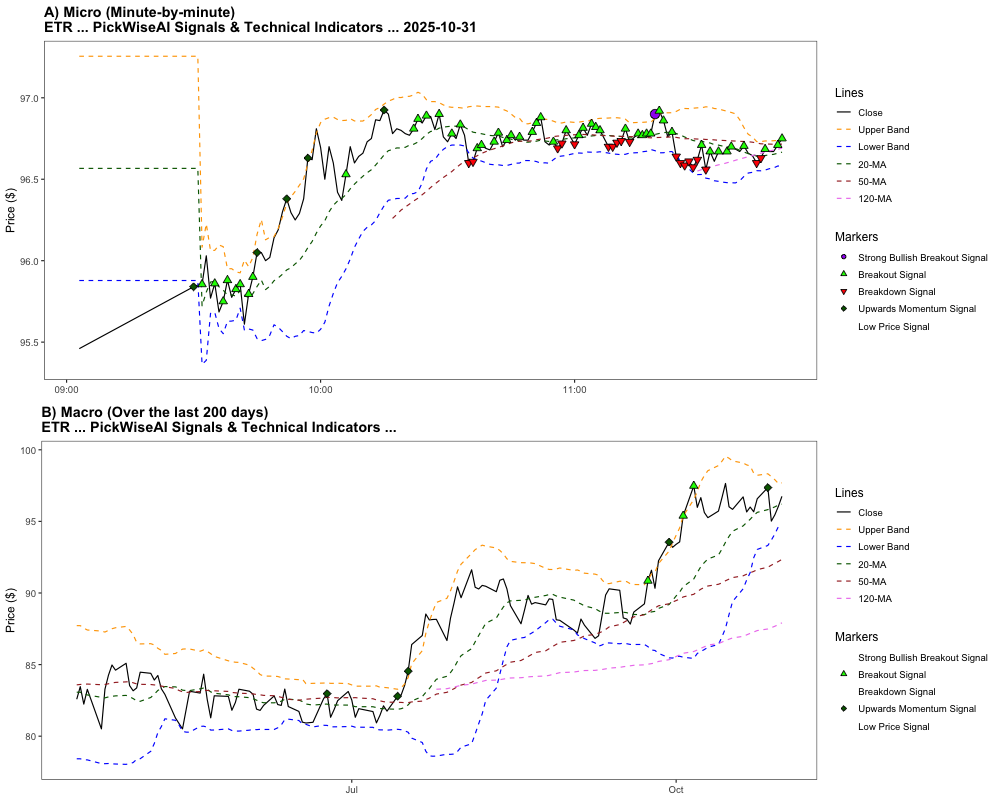 A) Micro (Minute-by-minute)
ETR ... PickWiseAI Signals & Technical Indicators ... 2025-10-31
97.0
96.5
96.0
95.5
Price ($)
09:00
10:00
11:00
Lines
Close
Upper Band
Lower Band
20-MA
50-MA
120-MA
Markers
Strong Bullish Breakout Signal
Breakout Signal
Breakdown Signal
Upwards Momentum Signal
Low Price Signal
B) Macro (Over the last 200 days)
ETR ... PickWiseAI Signals & Technical Indicators ...
100
95
90
85
80
Price ($)
Jul
Oct
Lines
Close
Upper Band
Lower Band
20-MA
50-MA
120-MA
Markers
Strong Bullish Breakout Signal
Breakout Signal
Breakdown Signal
Upwards Momentum Signal
Low Price Signal